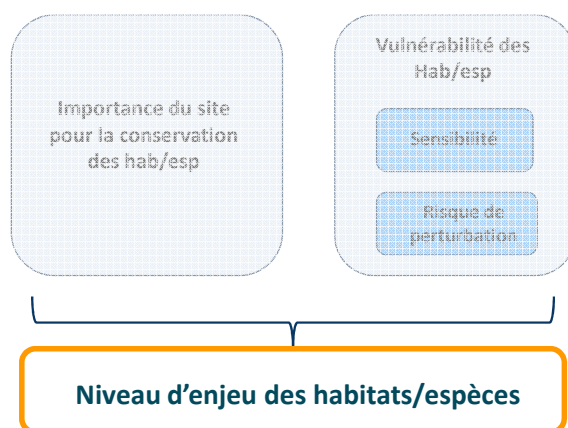 Importance du site
pour la conservation
des hab/esp
Vulnérabilité des
Hab/esp
Sensibilité
Risque de
perturbation
Niveau d’enjeu des habitats/espèces